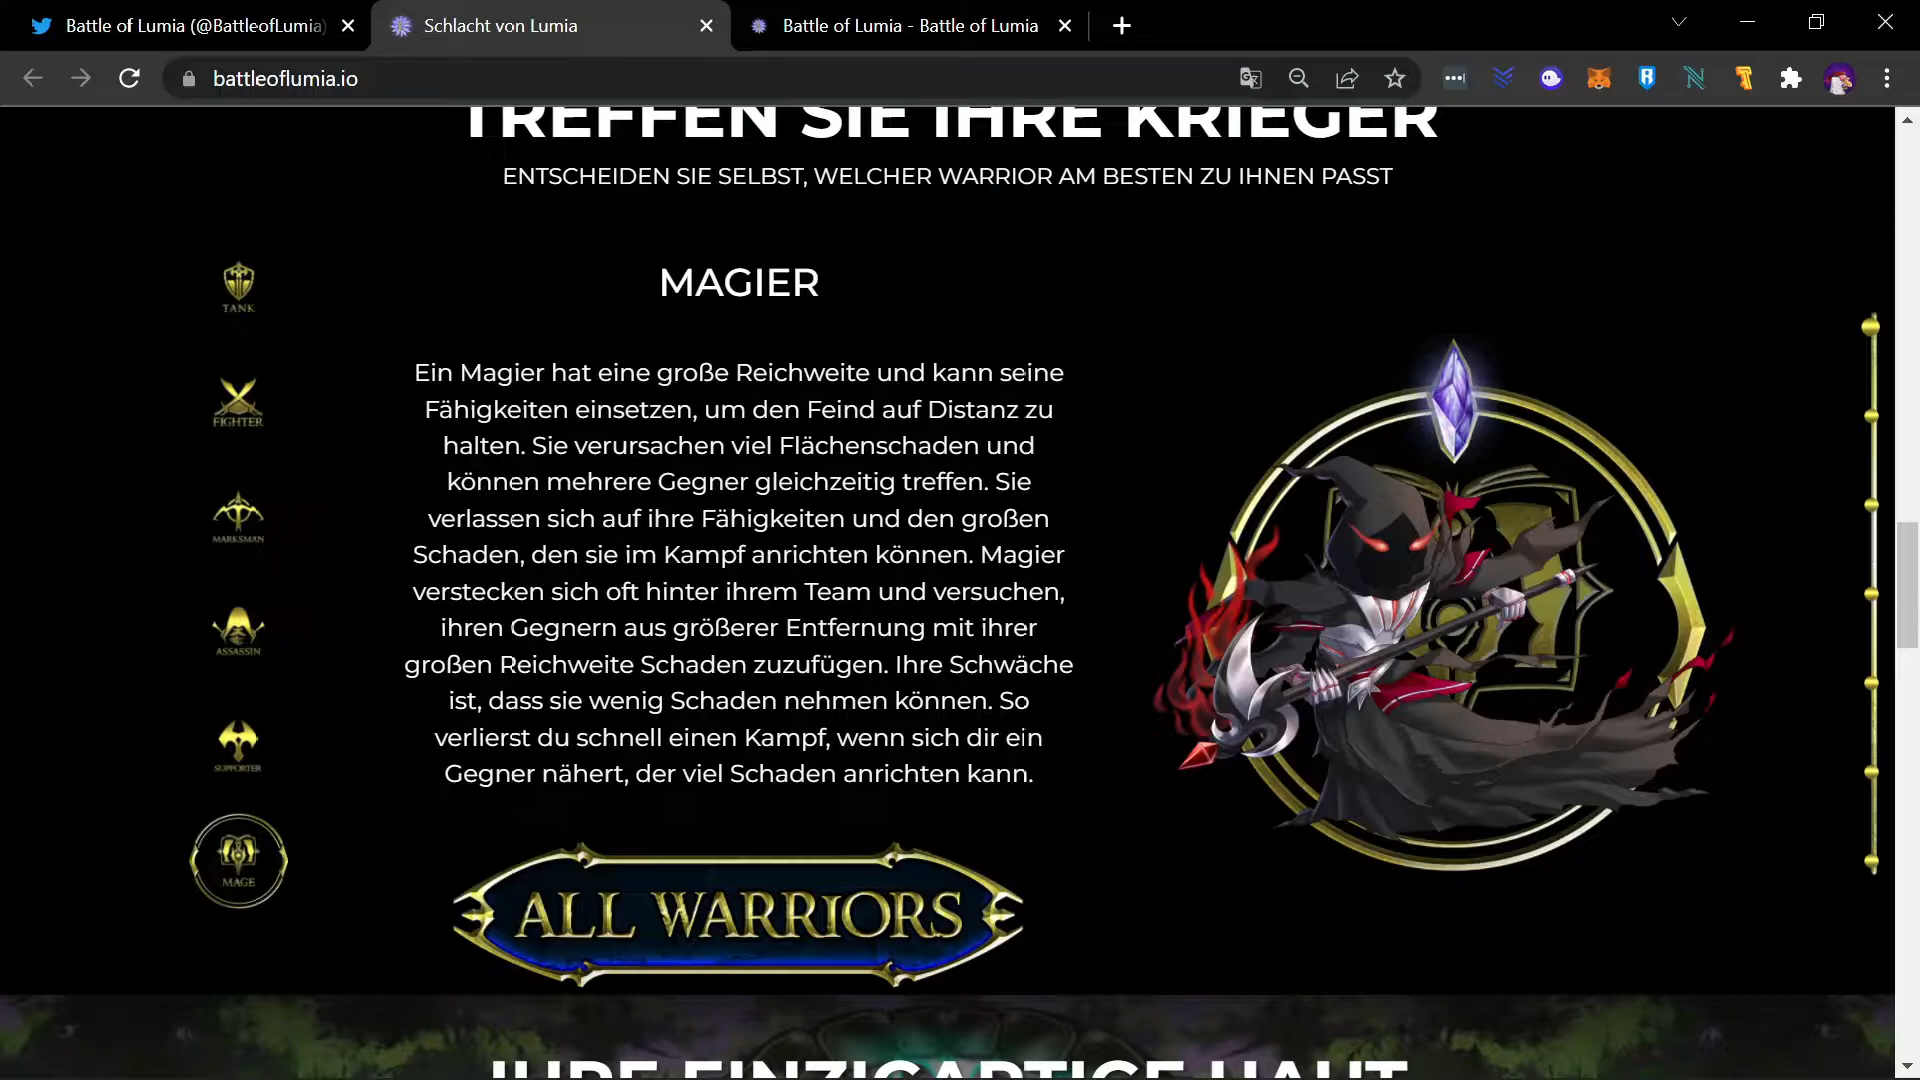 Battle of Lumia (@BattleofLumia)
Schlacht von Lumia
Battle of Lumia - Battle of Lumia
battleoflumia.io
TREFFEN SIE IHRE KRIEGER
ENTSCHEIDEN SIE SELBST, WELCHER WARRIOR AM BESTEN ZU IHNEN PASST
TANK
FIGHTER
MARKSMAN
ASSASSIN
SUPPORTER
MAGE
MAGIER
Ein Magier hat eine große Reichweite und kann seine
Fähigkeiten einsetzen, um den Feind auf Distanz zu
halten. Sie verursachen viel Flächenschaden und
können mehrere Gegner gleichzeitig treffen. Sie
verlassen sich auf ihre Fähigkeiten und den großen
Schaden, den sie im Kampf anrichten können. Magier
verstecken sich oft hinter ihrem Team und versuchen,
ihren Gegnern aus größerer Entfernung mit ihrer
großen Reichweite Schaden zuzufügen. Ihre Schwäche
ist, dass sie wenig Schaden nehmen können. So
verlierst du schnell einen Kampf, wenn sich dir ein
Gegner nähert, der viel Schaden anrichten kann.
ALL WARRIORS
IHRE EINZIGARTIGE HAUT